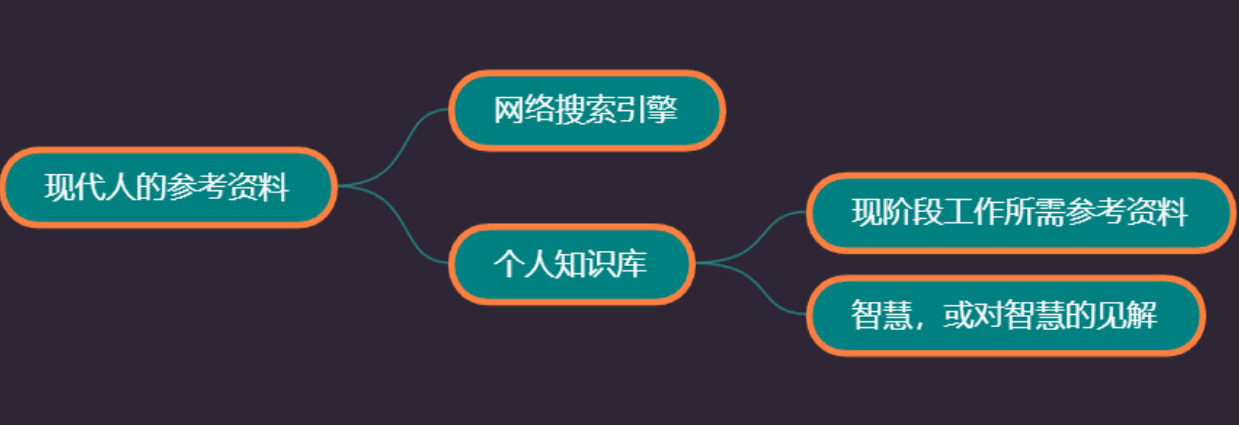 网络搜索引擎
现代人的参考资料
现阶段工作所需参考资料
个人知识库
智慧，或对智慧的见解